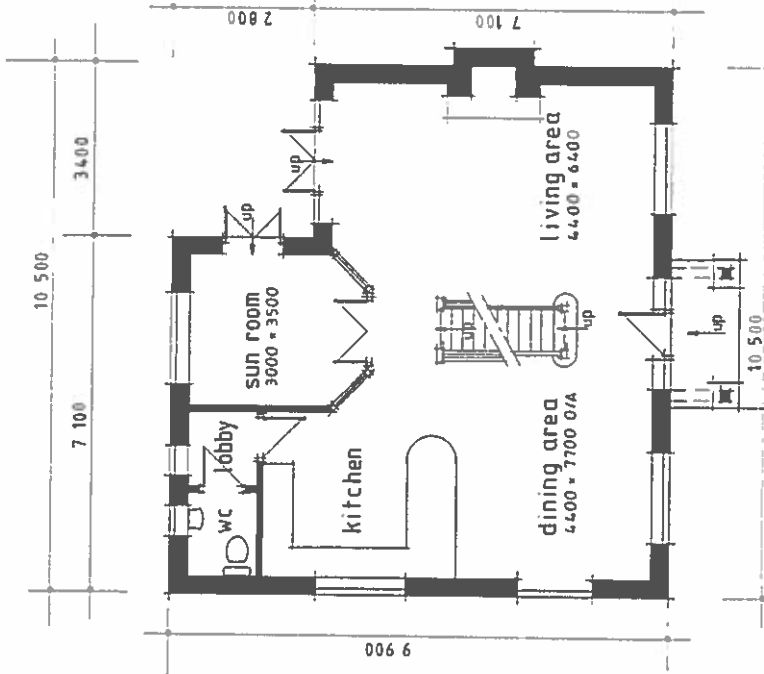 2 800
7 100
10 500
3400
7 100
up
up
sun room
3000 × 3500
living area
4400 × 6400
up
up
up
lobby
WC
kitchen
dining area
4400 × 7700 O/A
10 500
9 900